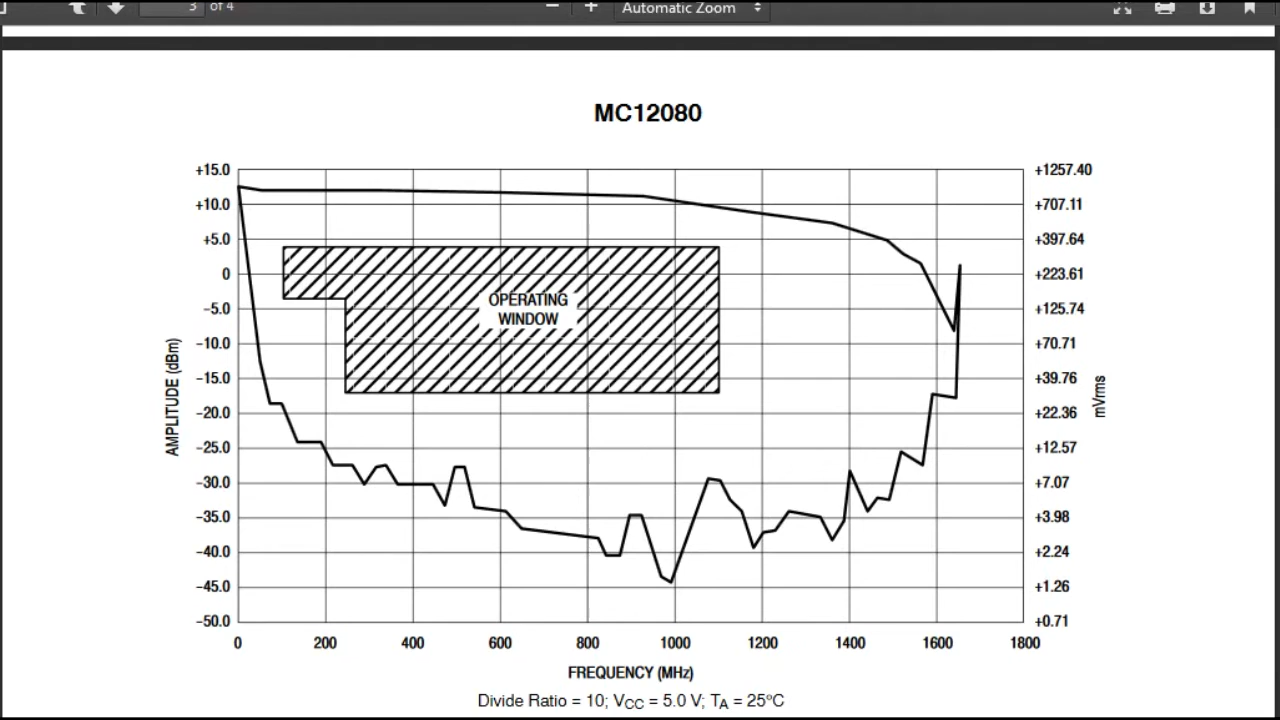 3 of 4
Automatic Zoom
MC12080
+15.0
+10.0
+5.0
0
−5.0
−10.0
−15.0
−20.0
−25.0
−30.0
−35.0
−40.0
−45.0
−50.0
AMPLITUDE (dBm)
OPERATING
WINDOW
+1257.40
+707.11
+397.64
+223.61
+125.74
+70.71
+39.76
+22.36
+12.57
+7.07
+3.98
+2.24
+1.26
+0.71
mVrms
0 200 400 600 800 1000 1200 1400 1600 1800
FREQUENCY (MHz)
Divide Ratio = 10; VCC = 5.0 V; TA = 25°C